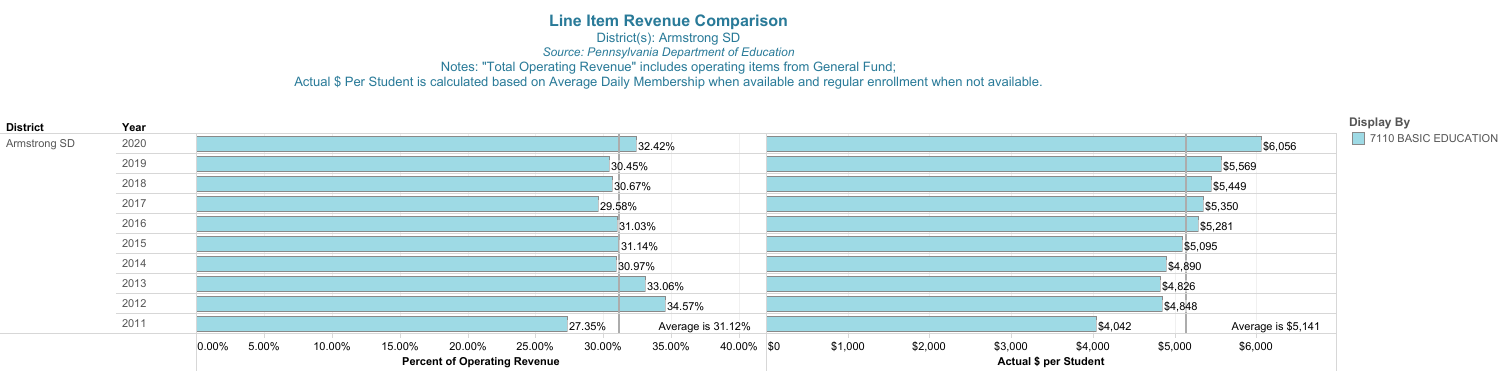 Line Item Revenue Comparison
District(s): Armstrong SD
Source: Pennsylvania Department of Education
Notes: "Total Operating Revenue" includes operating items from General Fund;
Actual $ Per Student is calculated based on Average Daily Membership when available and regular enrollment when not available.
District Year
Display By
7110 BASIC EDUCATION
Armstrong SD 2020 32.42% $6,056
2019 30.45% $5,569
2018 30.67% $5,449
2017 29.58% $5,350
2016 31.03% $5,281
2015 31.14% $5,095
2014 30.97% $4,890
2013 33.06% $4,826
2012 34.57% $4,848
2011 27.35% Average is 31.12% $4,042 Average is $5,141
0.00% 5.00% 10.00% 15.00% 20.00% 25.00% 30.00% 35.00% 40.00% $0 $1,000 $2,000 $3,000 $4,000 $5,000 $6,000
Percent of Operating Revenue Actual $ per Student